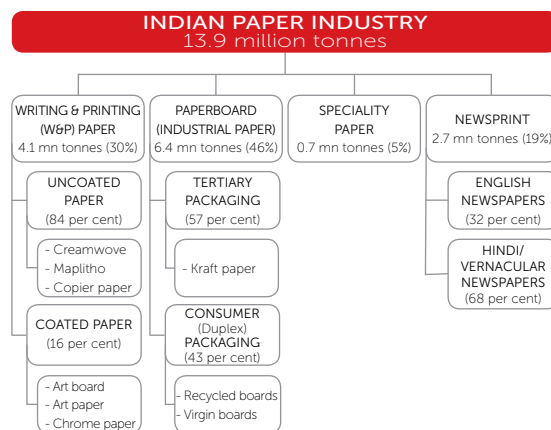 INDIAN PAPER INDUSTRY
13.9 million tonnes
WRITING & PRINTING
(W&P) PAPER
4.1 mn tonnes (30%)
UNCOATED
PAPER
(84 per cent)
- Creamwove
- Maplitho
- Copier paper
COATED PAPER
(16 per cent)
- Art board
- Art paper
- Chrome paper
PAPERBOARD
(INDUSTRIAL PAPER)
6.4 mn tonnes (46%)
TERTIARY
PACKAGING
(57 per cent)
- Kraft paper
CONSUMER
(Duplex)
PACKAGING
(43 per cent)
- Recycled boards
- Virgin boards
SPECIALITY
PAPER
0.7 mn tonnes (5%)
NEWSPRINT
2.7 mn tonnes (19%)
ENGLISH
NEWSPAPERS
(32 per cent)
HINDI/
VERNACULAR
NEWSPAPERS
(68 per cent)